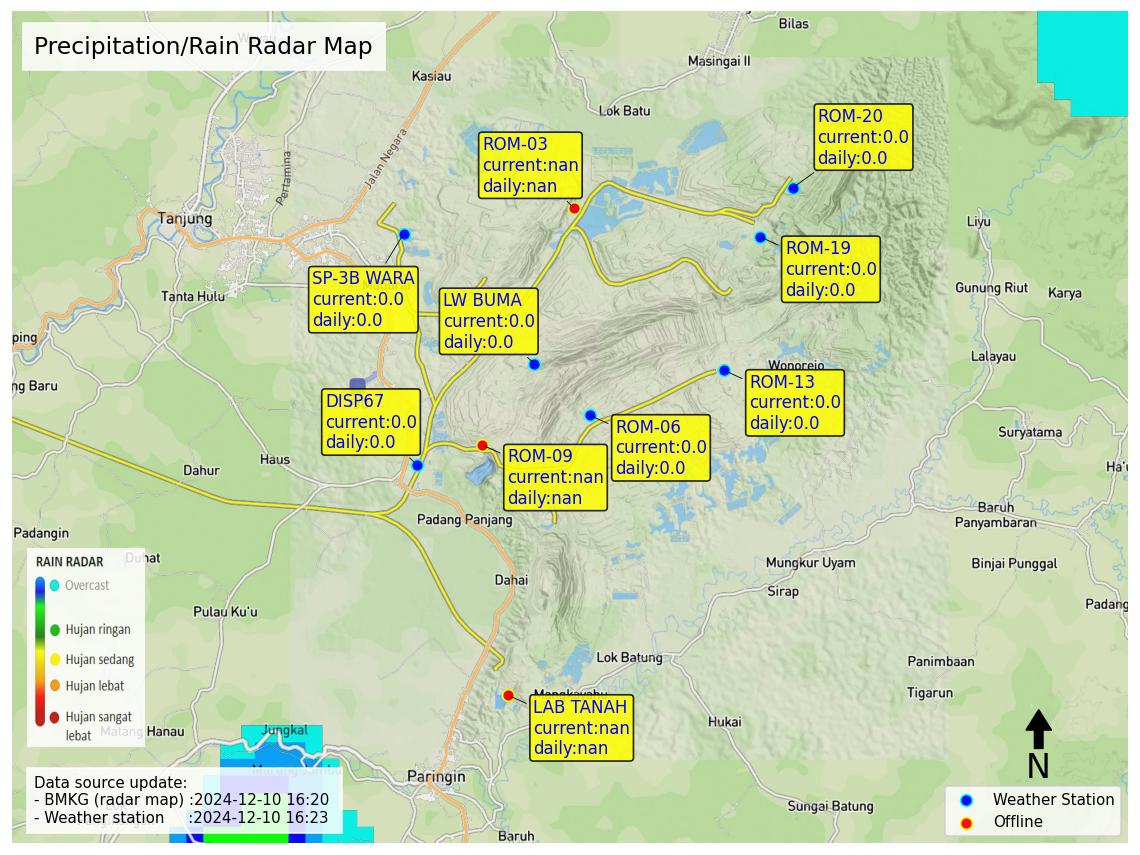 Precipitation/Rain Radar Map
Bilas
Masingai II
Kasiau
Lok Batu
Jalan Negara
Pertamina
Tanjung
Tanta Hulu
ROM-03
current:nan
daily:nan
ROM-20
current:0.0
daily:0.0
ROM-19
current:0.0
daily:0.0
SP-3B WARA
current:0.0
daily:0.0
LW BUMA
current:0.0
daily:0.0
Liyu
Gunung Riut
Karya
Lalayau
ping
ng Baru
Wonorejo
ROM-13
current:0.0
daily:0.0
DISP67
current:0.0
daily:0.0
ROM-06
current:0.0
daily:0.0
ROM-09
current:nan
daily:nan
Suryatama
Ha'u
Haus
Dahur
Baruh
Panyambaran
Padang Panjang
Padangin
Duhat
Binjai Punggal
Mungkur Uyam
Sirap
Dahai
Padang
Pulau Ku'u
RAIN RADAR
Overcast
Hujan ringan
Hujan sedang
Hujan lebat
Hujan sangat
lebat
Lok Batung
Panimbaan
Tigarun
Mangkayahu
LAB TANAH
current:nan
daily:nan
Hukai
Matang Hanau
Jungkal
Murung Jambu
Paringin
Sungai Batung
Baruh
Data source update:
- BMKG (radar map) :2024-12-10 16:20
- Weather station :2024-12-10 16:23
N
Weather Station
Offline